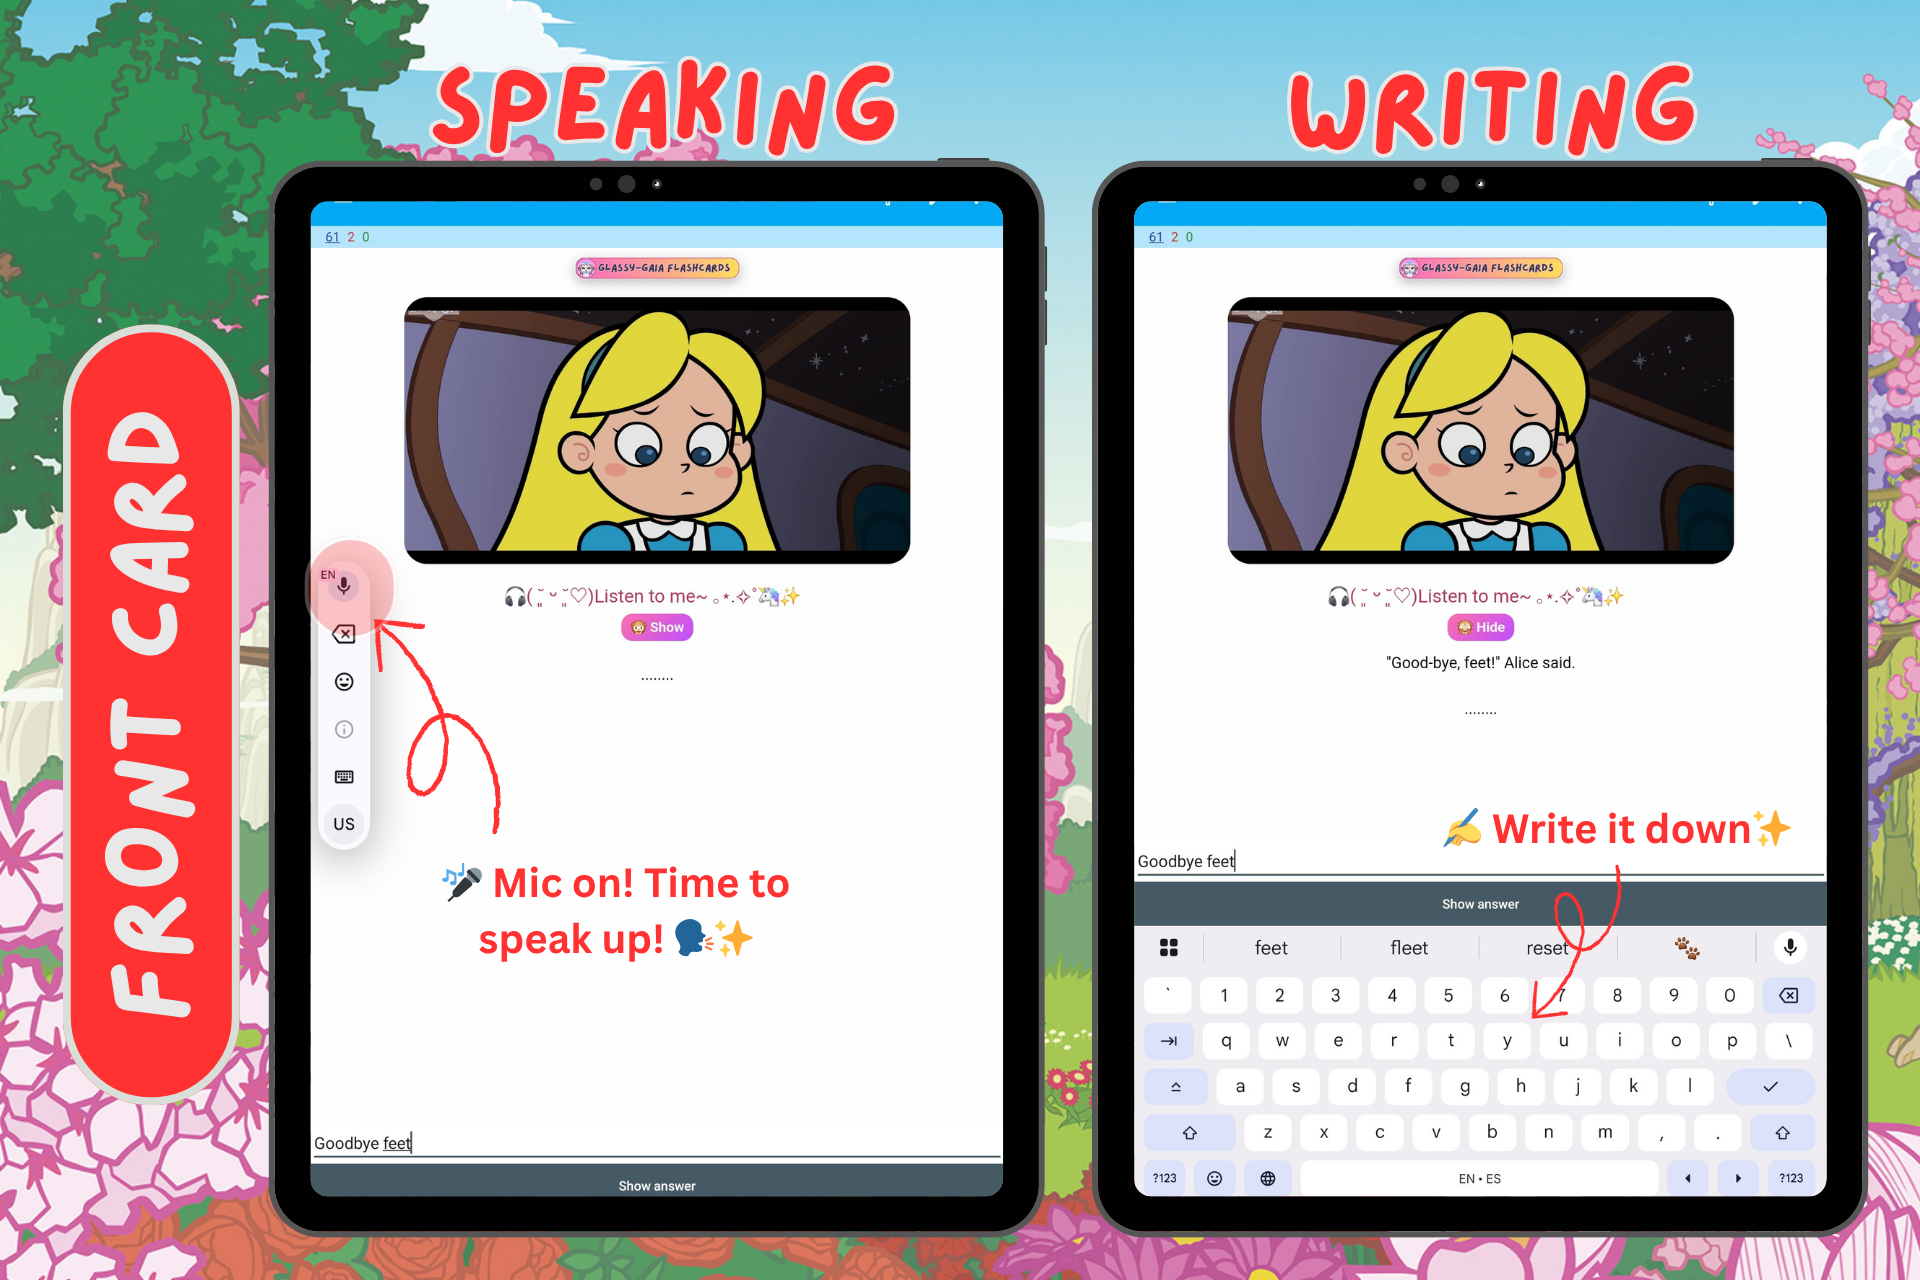 SPEAKING
WRITING
FRONT CARD
61 2 0
GLASSY-GAIA FLASHCARDS
🎧( ˘͈ ᵕ ˘͈♡)Listen to me~ ｡⋆.✧˚🦄✨
🐵 Show
........
EN
US
🎤 Mic on! Time to
speak up! 🗣️✨
Goodbye feet
Show answer
61 2 0
GLASSY-GAIA FLASHCARDS
🎧( ˘͈ ᵕ ˘͈♡)Listen to me~ ｡⋆.✧˚🦄✨
🙈 Hide
"Good-bye, feet!" Alice said.
........
✍️ Write it down✨
Goodbye feet
Show answer
feet fleet reset 🐾
` 1 2 3 4 5 6 7 8 9 0
q w e r t y u i o p \
a s d f g h j k l
z x c v b n m , .
?123 EN • ES ?123